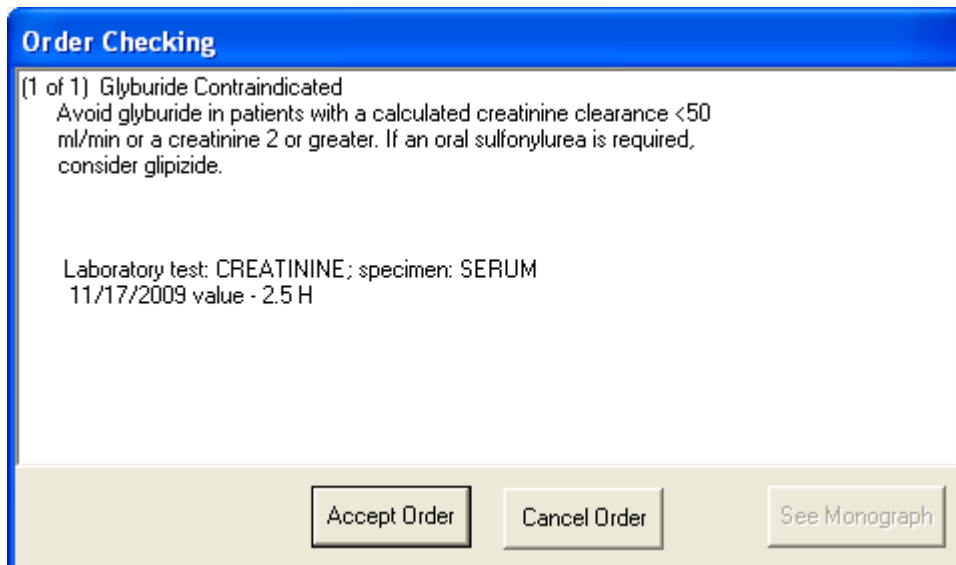 Order Checking
(1 of 1) Glyburide Contraindicated
Avoid glyburide in patients with a calculated creatinine clearance <50
ml/min or a creatinine 2 or greater. If an oral sulfonylurea is required,
consider glipizide.
Laboratory test: CREATININE; specimen: SERUM
11/17/2009 value - 2.5 H
Accept Order Cancel Order See Monograph